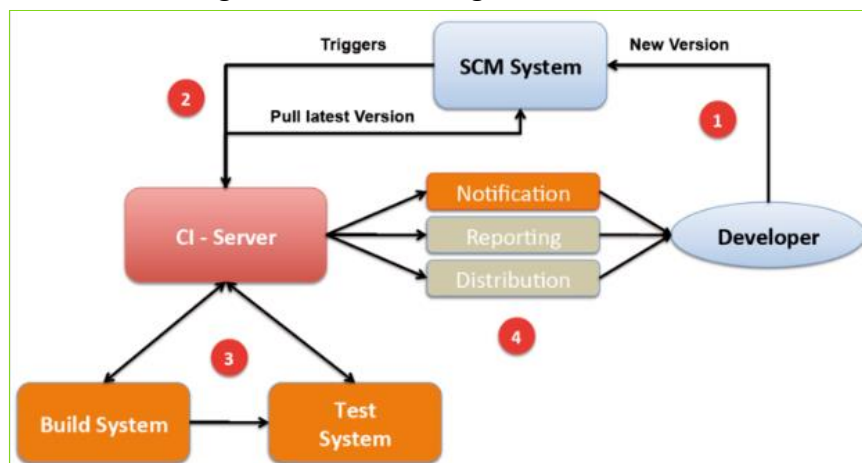 Triggers
New Version
SCM System
2
1
Pull latest Version
Notification
CI - Server
Reporting
Developer
Distribution
3
4
Build System
Test
System